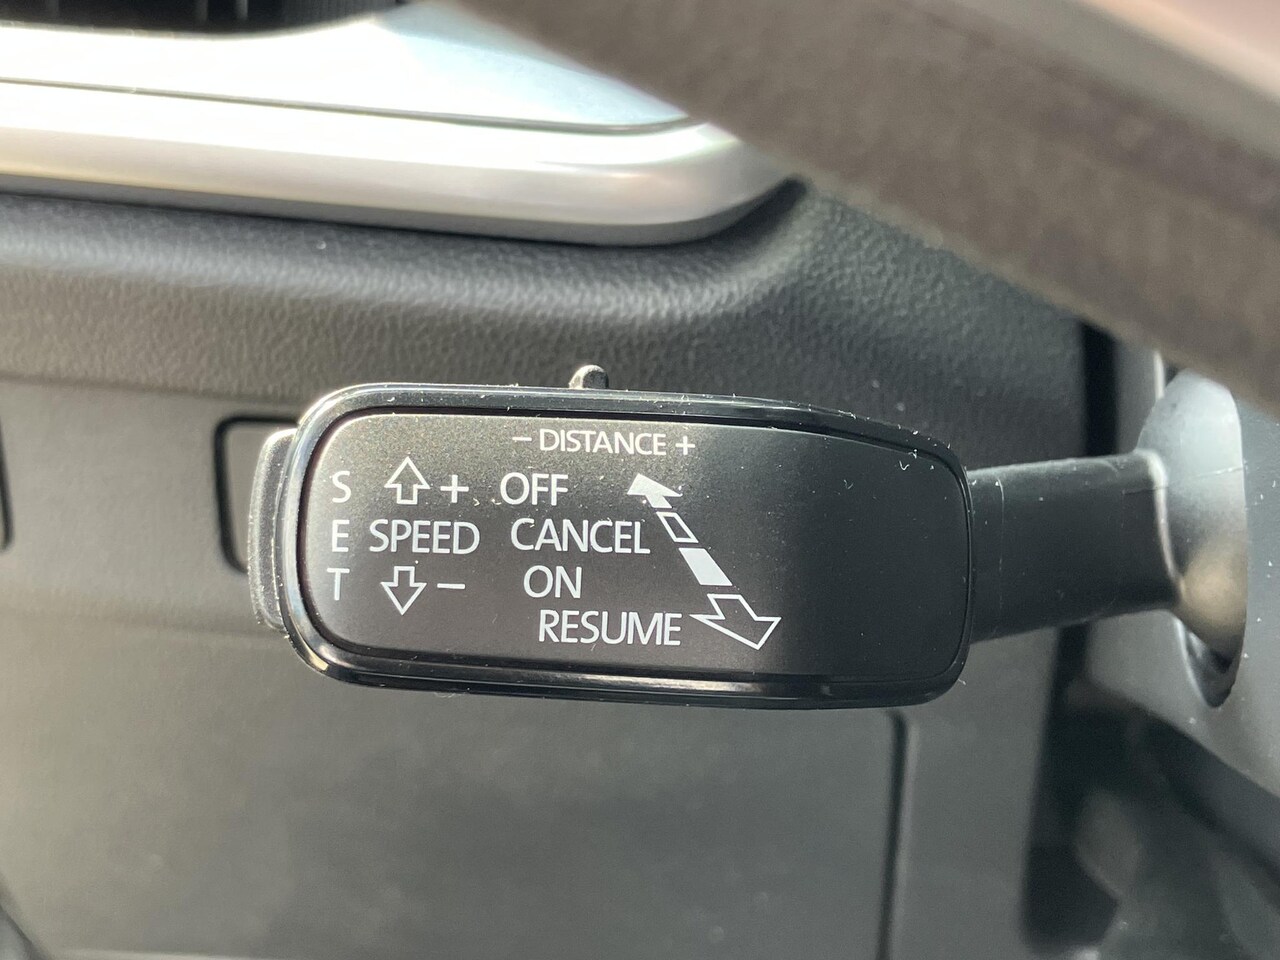 − DISTANCE +
S + OFF
E SPEED CANCEL
T − ON
RESUME